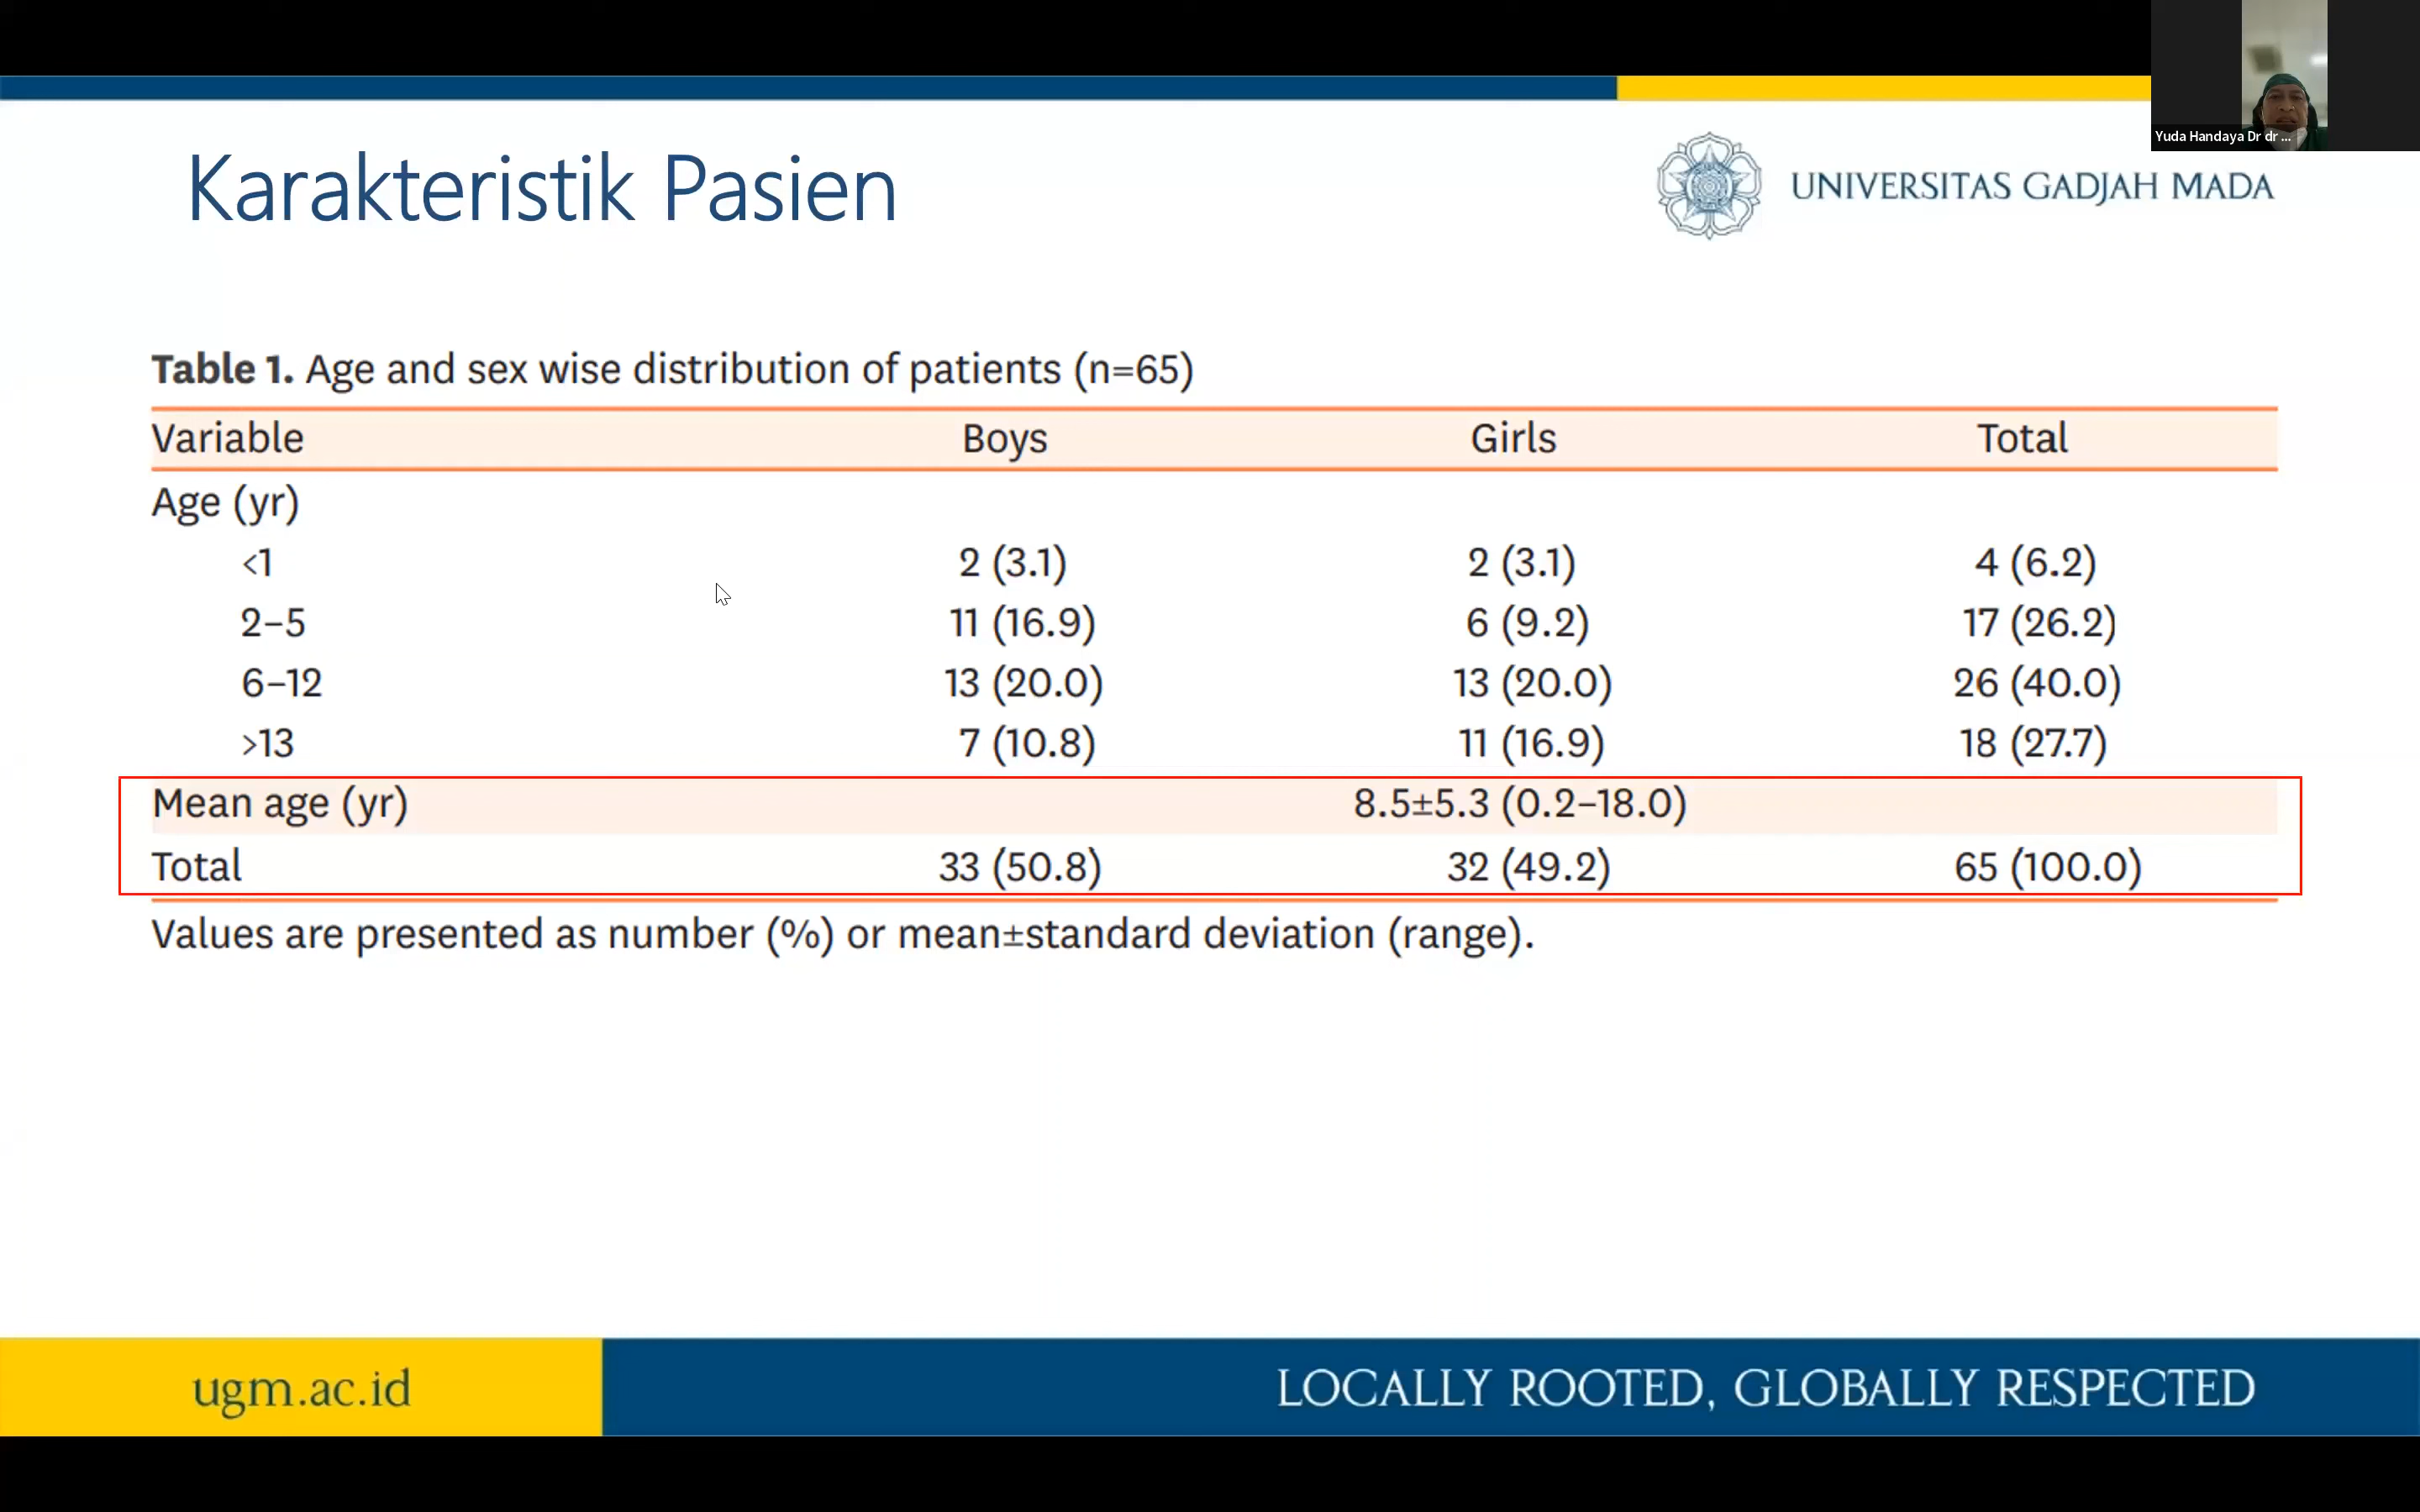 Yuda Handaya Dr dr ...
Karakteristik Pasien
UNIVERSITAS GADJAH MADA
Table 1. Age and sex wise distribution of patients (n=65)
Variable Boys Girls Total
Age (yr)
<1 2 (3.1) 2 (3.1) 4 (6.2)
2–5 11 (16.9) 6 (9.2) 17 (26.2)
6–12 13 (20.0) 13 (20.0) 26 (40.0)
>13 7 (10.8) 11 (16.9) 18 (27.7)
Mean age (yr) 8.5±5.3 (0.2–18.0)
Total 33 (50.8) 32 (49.2) 65 (100.0)
Values are presented as number (%) or mean±standard deviation (range).
ugm.ac.id
LOCALLY ROOTED, GLOBALLY RESPECTED